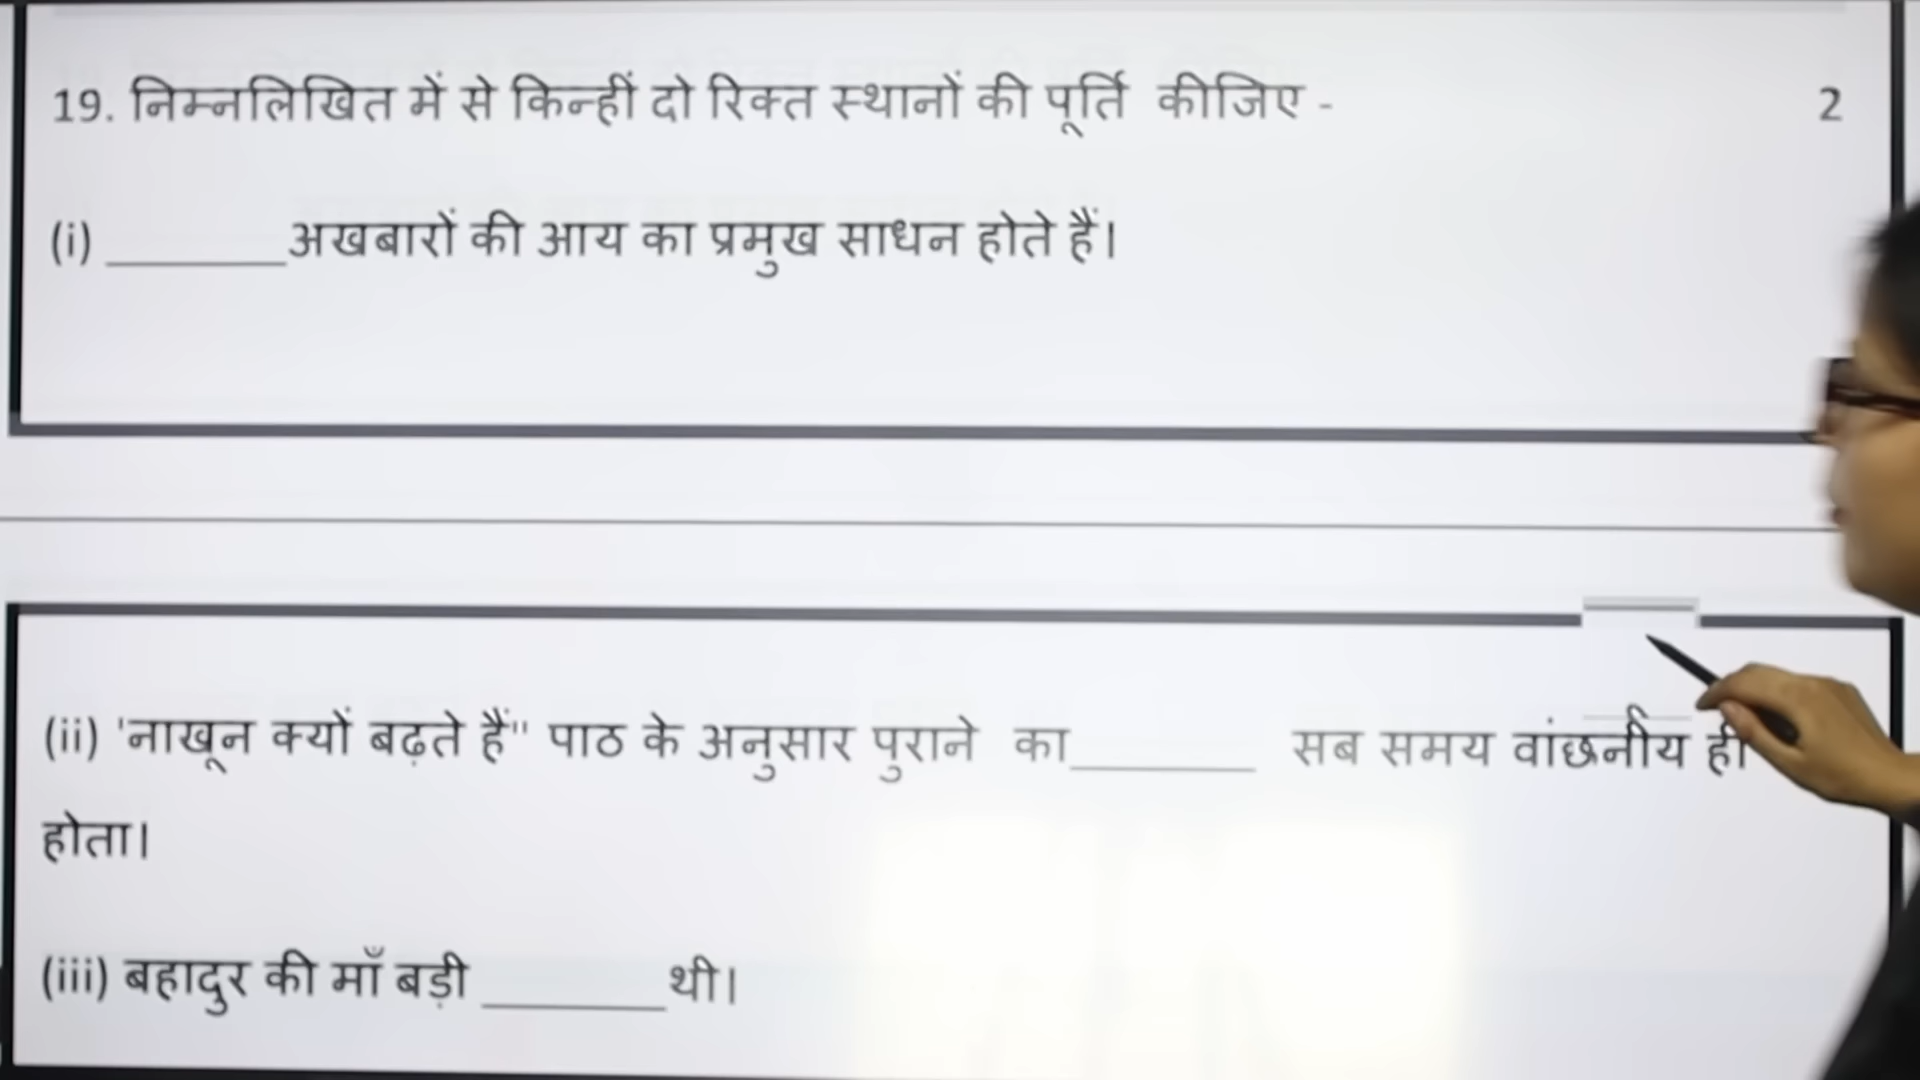 19. निम्नलिखित में से किन्हीं दो रिक्त स्थानों की पूर्ति कीजिए - 2
(i) ________अखबारों की आय का प्रमुख साधन होते हैं।
(ii) 'नाखून क्यों बढ़ते हैं" पाठ के अनुसार पुराने का________ सब समय वांछनीय ही
होता।
(iii) बहादुर की माँ बड़ी ________थी।